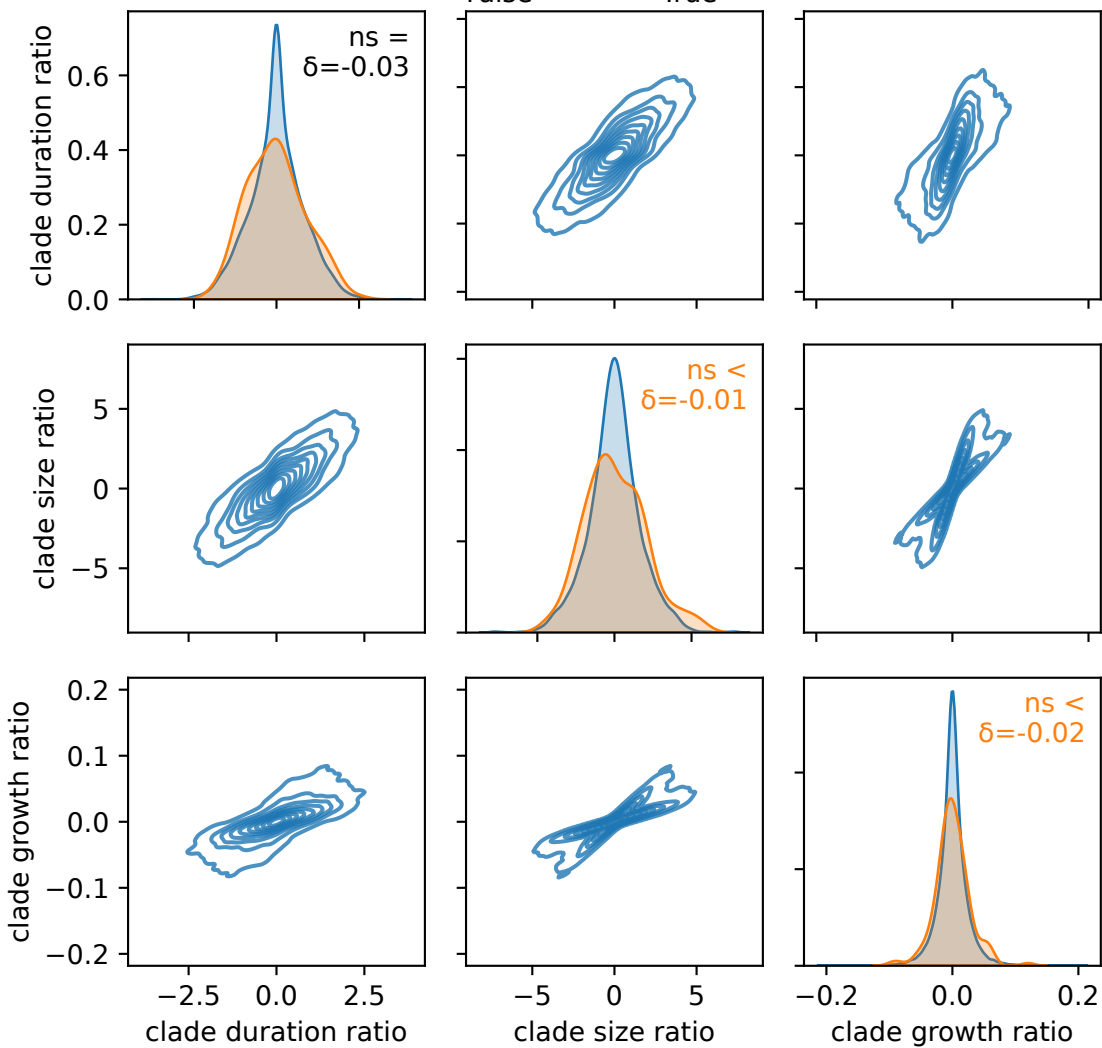 clade duration ratio
0.6
0.4
0.2
0.0
ns =
δ=-0.03
clade size ratio
5
0
−5
ns <
δ=-0.01
clade growth ratio
0.2
0.1
0.0
−0.1
−0.2
ns <
δ=-0.02
−2.5
0.0
2.5
−5
0
5
−0.2
0.0
0.2
clade duration ratio
clade size ratio
clade growth ratio